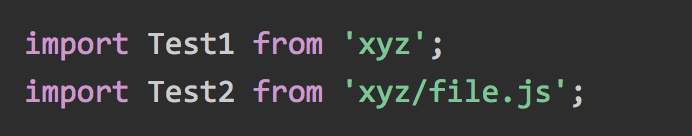 import Test1 from 'xyz';
import Test2 from 'xyz/file.js';